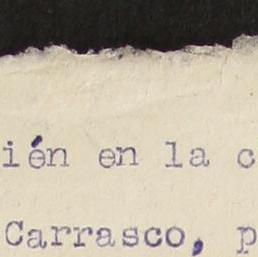 ién en la c
Carrasco, p